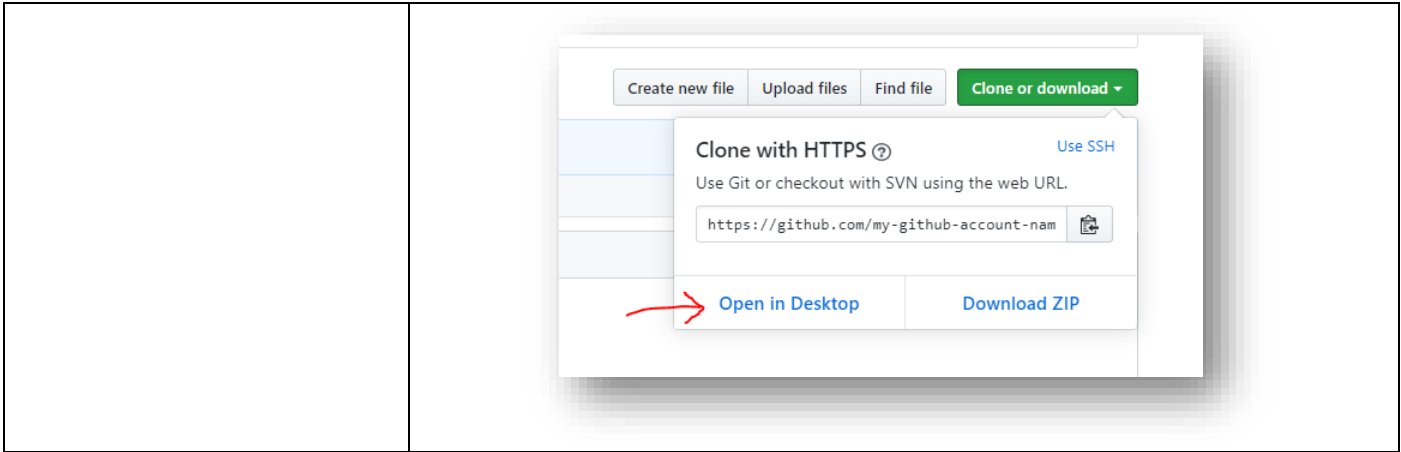 Create new file Upload files Find file Clone or download
Clone with HTTPS Use SSH
Use Git or checkout with SVN using the web URL.
https://github.com/my-github-account-nam
Open in Desktop Download ZIP